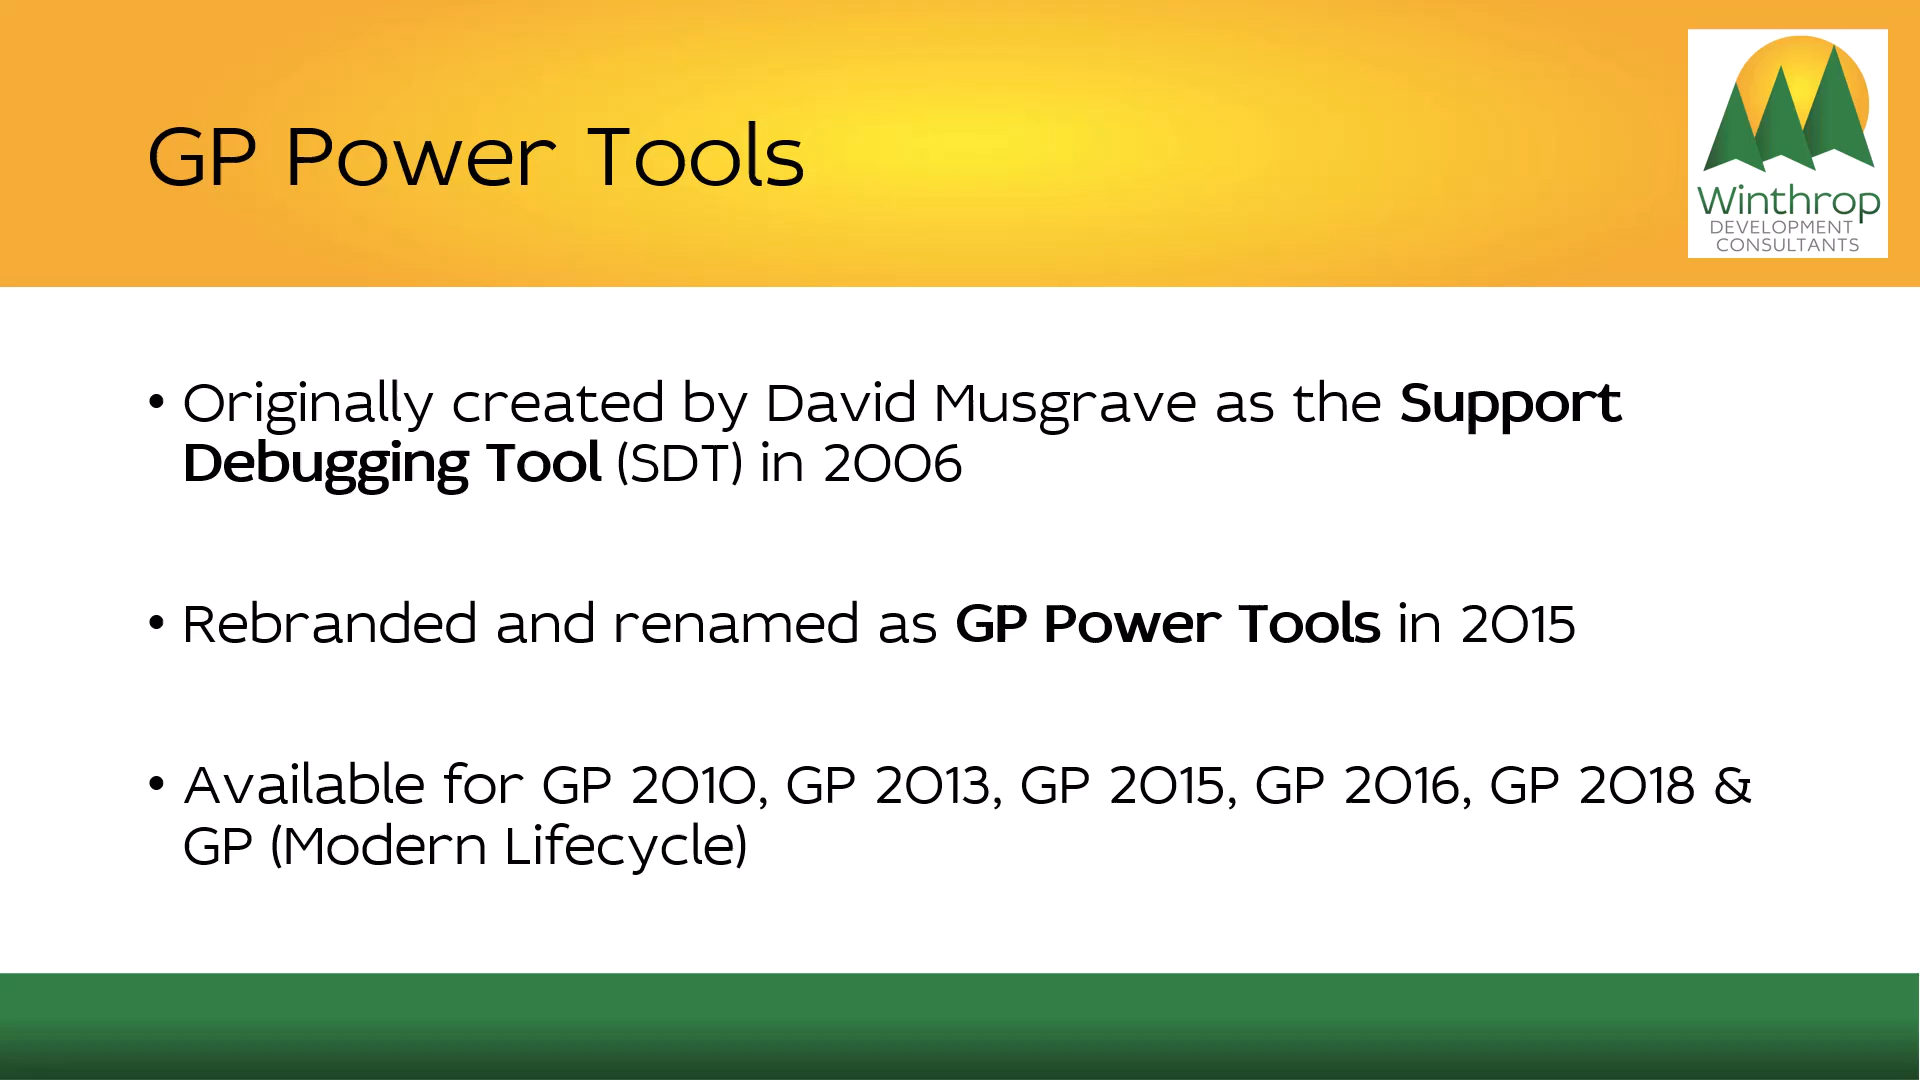 GP Power Tools
Winthrop
DEVELOPMENT
CONSULTANTS
• Originally created by David Musgrave as the Support
Debugging Tool (SDT) in 2006
• Rebranded and renamed as GP Power Tools in 2015
• Available for GP 2010, GP 2013, GP 2015, GP 2016, GP 2018 &
GP (Modern Lifecycle)